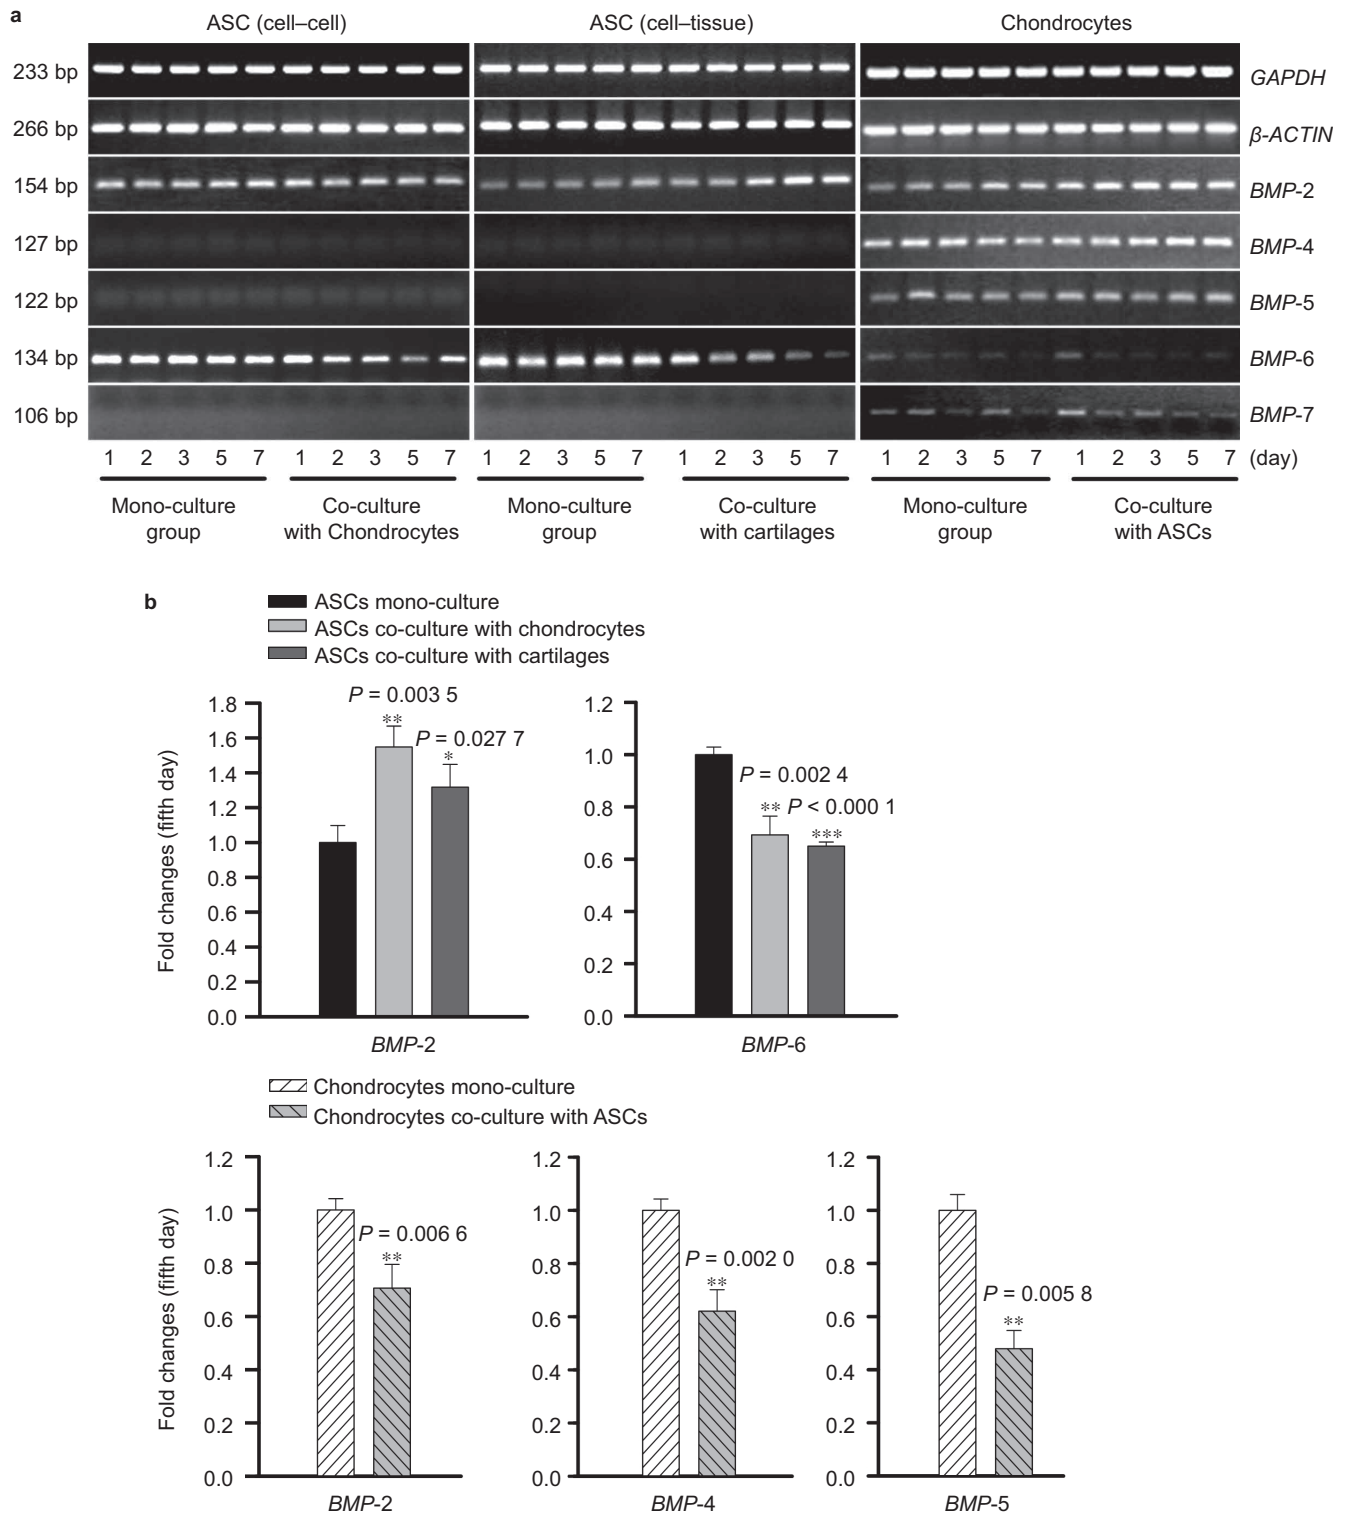 a
ASC (cell–cell) ASC (cell–tissue) Chondrocytes
233 bp GAPDH
266 bp β-ACTIN
154 bp BMP-2
127 bp BMP-4
122 bp BMP-5
134 bp BMP-6
106 bp BMP-7
1 2 3 5 7 1 2 3 5 7 1 2 3 5 7 1 2 3 5 7 1 2 3 5 7 1 2 3 5 7 (day)
Mono-culture group
Co-culture with Chondrocytes
Mono-culture group
Co-culture with cartilages
Mono-culture group
Co-culture with ASCs
b
ASCs mono-culture
ASCs co-culture with chondrocytes
ASCs co-culture with cartilages
Fold changes (fifth day)
1.8
1.6
1.4
1.2
1.0
0.8
0.6
0.4
0.2
0.0
P = 0.003 5
**
P = 0.027 7
*
BMP-2
1.2
1.0
0.8
0.6
0.4
0.2
0.0
P = 0.002 4
**
P < 0.000 1
***
BMP-6
Chondrocytes mono-culture
Chondrocytes co-culture with ASCs
Fold changes (fifth day)
1.2
1.0
0.8
0.6
0.4
0.2
0.0
P = 0.006 6
**
BMP-2
1.2
1.0
0.8
0.6
0.4
0.2
0.0
P = 0.002 0
**
BMP-4
1.2
1.0
0.8
0.6
0.4
0.2
0.0
P = 0.005 8
**
BMP-5